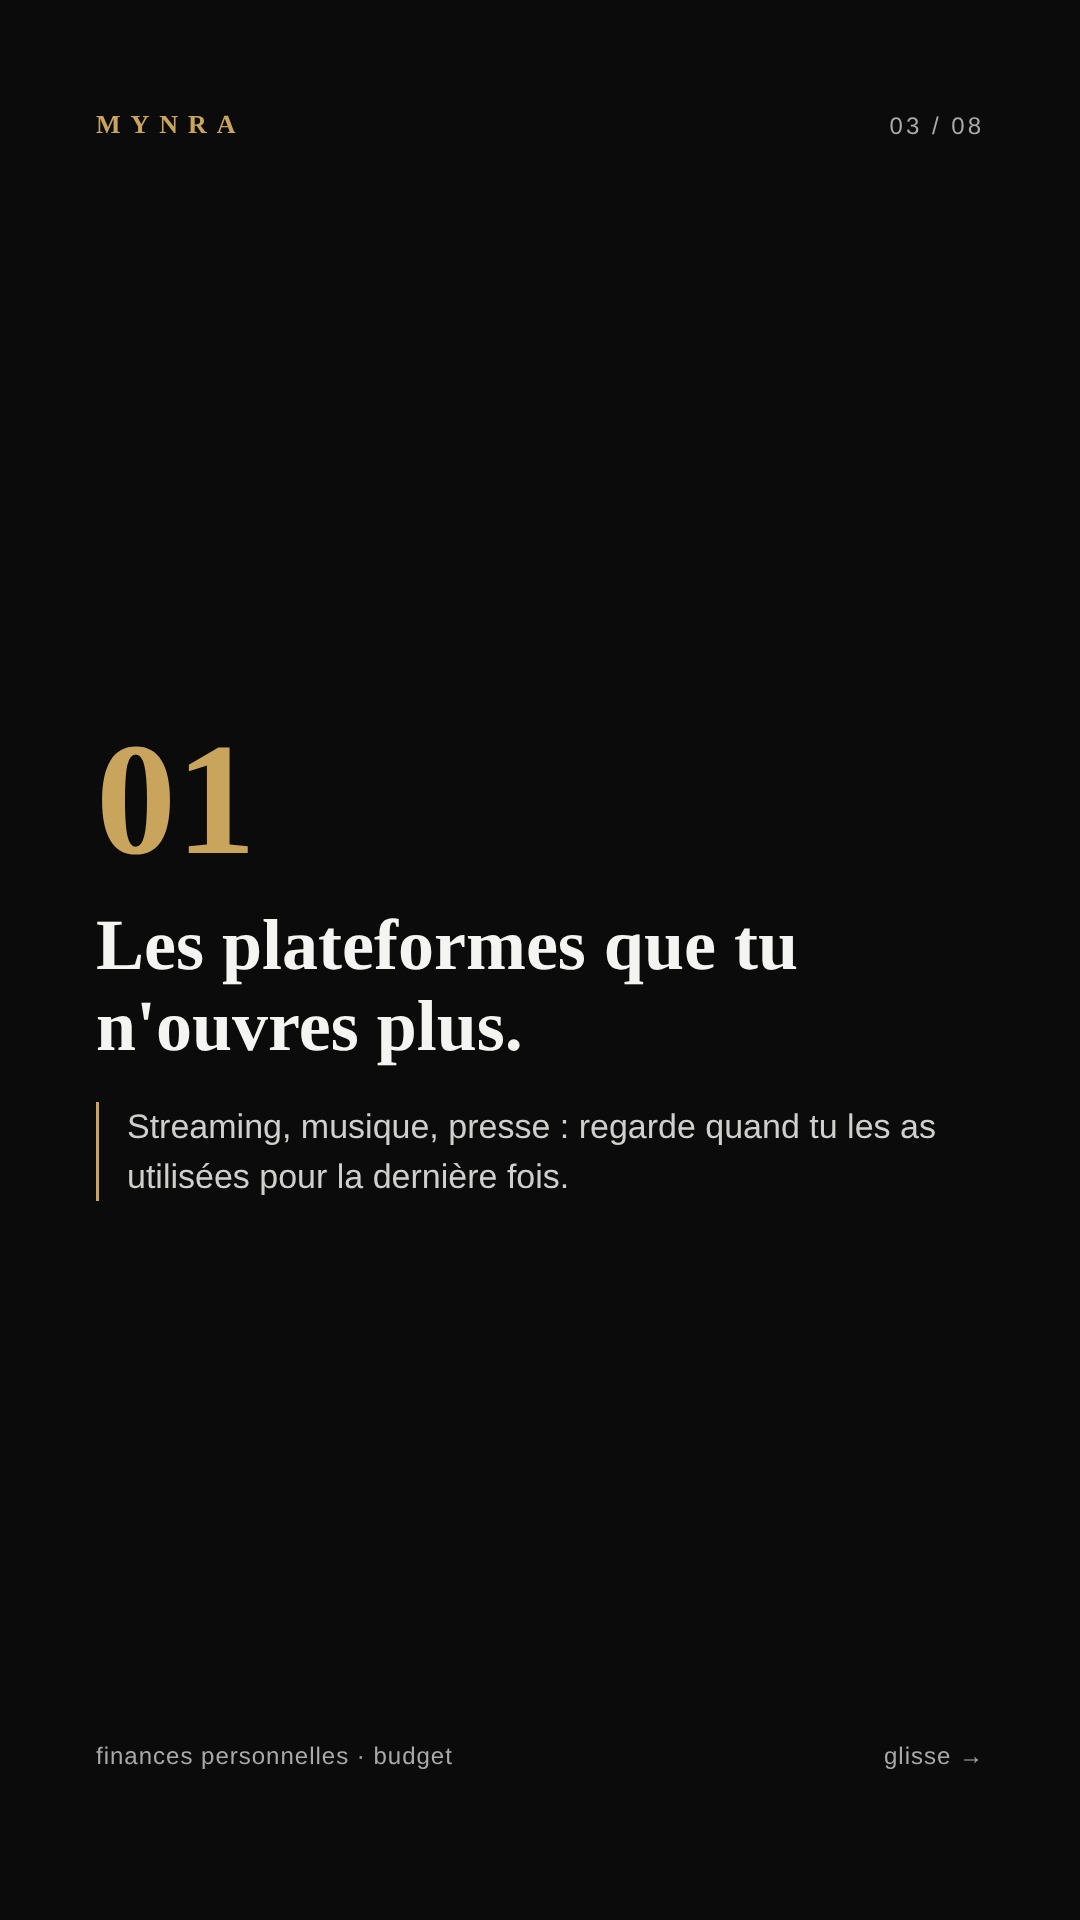 MYNRA
03 / 08
01
Les plateformes que tu
n'ouvres plus.
Streaming, musique, presse : regarde quand tu les as
utilisées pour la dernière fois.
finances personnelles · budget
glisse →